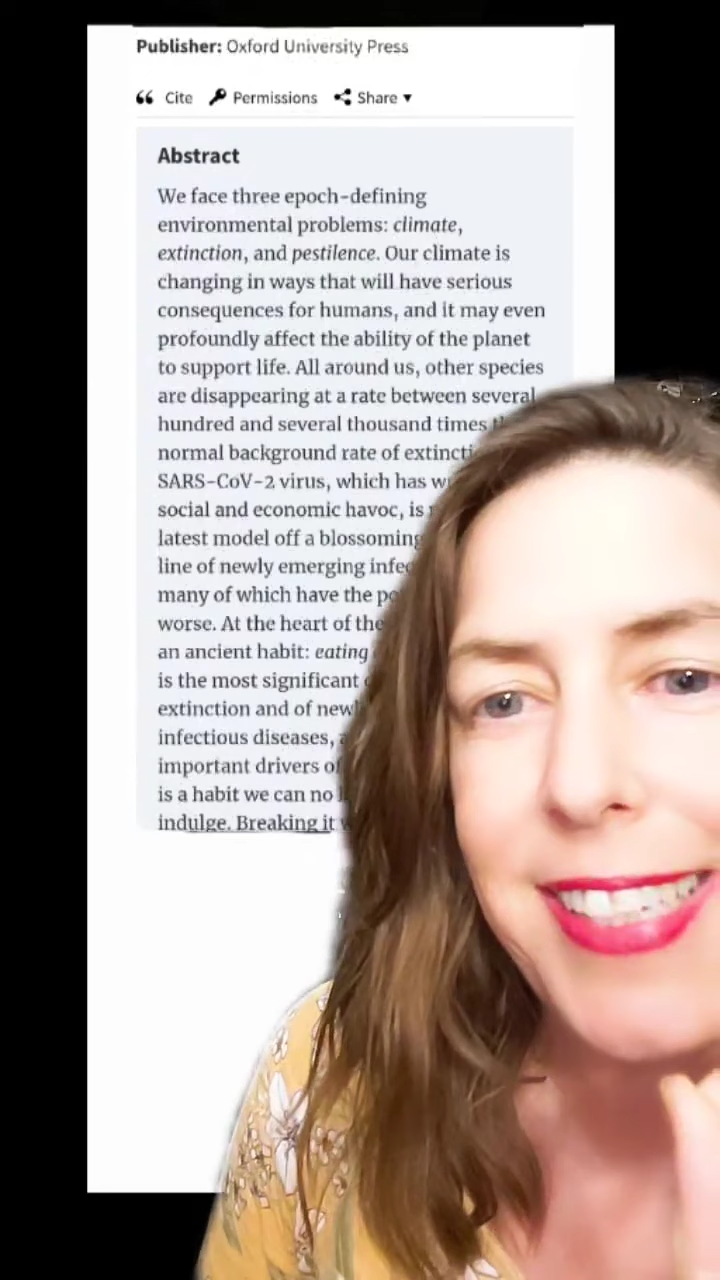 Publisher: Oxford University Press
Cite Permissions Share
Abstract
We face three epoch-defining
environmental problems: climate,
extinction, and pestilence. Our climate is
changing in ways that will have serious
consequences for humans, and it may even
profoundly affect the ability of the planet
to support life. All around us, other species
are disappearing at a rate between several
hundred and several thousand times
normal background rate of
SARS-CoV-2 virus, which has
social and economic havoc, is
latest model off a blossoming
line of newly emerging
many of which have the
worse. At the heart of the
an ancient habit: eating
is the most significant
extinction and of
infectious diseases,
important drivers of
is a habit we can no
indulge. Breaking it